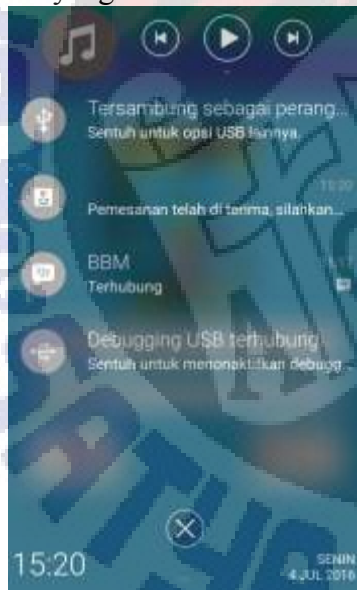 Tersambung sebagai perang...
Sentuh untuk opsi USB lainnya.
15:20
Pemesanan telah di terima, silahkan...
BBM
Terhubung
Debugging USB terhubung
Sentuh untuk menonaktifkan debugg...
15:20
SENIN
4 JUL 2016